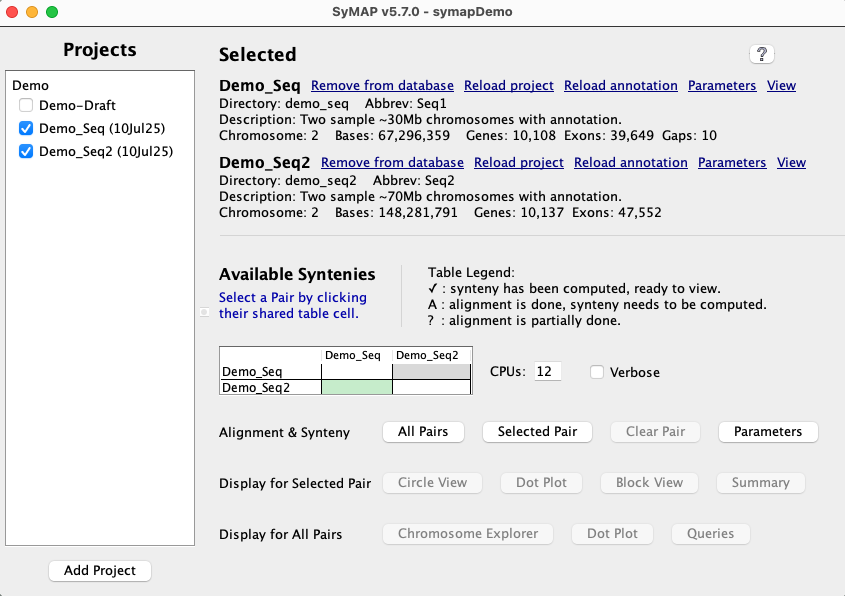 SyMAP v5.7.0 - symapDemo
Projects
Demo
Demo-Draft
Demo_Seq (10Jul25)
Demo_Seq2 (10Jul25)
Add Project
Selected
?
Demo_Seq Remove from database Reload project Reload annotation Parameters View
Directory: demo_seq Abbrev: Seq1
Description: Two sample ~30Mb chromosomes with annotation.
Chromosome: 2 Bases: 67,296,359 Genes: 10,108 Exons: 39,649 Gaps: 10
Demo_Seq2 Remove from database Reload project Reload annotation Parameters View
Directory: demo_seq2 Abbrev: Seq2
Description: Two sample ~70Mb chromosomes with annotation.
Chromosome: 2 Bases: 148,281,791 Genes: 10,137 Exons: 47,552
Available Syntenies
Select a Pair by clicking
their shared table cell.
Table Legend:
✓ : synteny has been computed, ready to view.
A : alignment is done, synteny needs to be computed.
? : alignment is partially done.
Demo_Seq Demo_Seq2
Demo_Seq
Demo_Seq2
CPUs: 12 Verbose
Alignment & Synteny All Pairs Selected Pair Clear Pair Parameters
Display for Selected Pair Circle View Dot Plot Block View Summary
Display for All Pairs Chromosome Explorer Dot Plot Queries